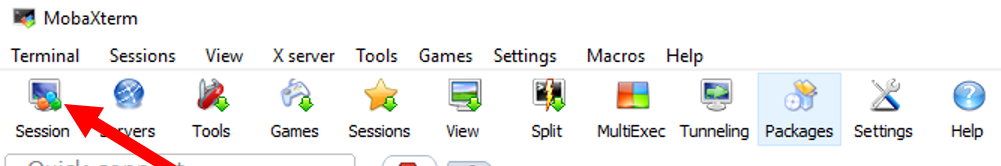 MobaXterm
Terminal Sessions View X server Tools Games Settings Macros Help
Session Servers Tools Games Sessions View Split MultiExec Tunneling Packages Settings Help
Quick connect